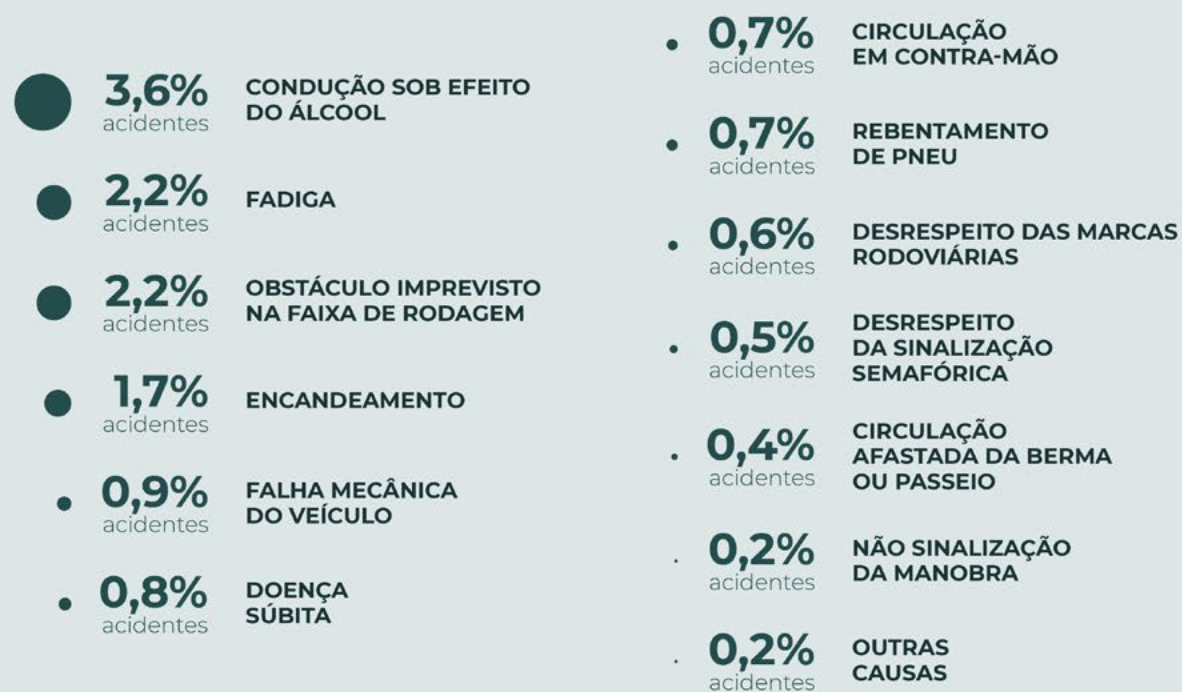 3,6%
acidentes
CONDUÇÃO SOB EFEITO
DO ÁLCOOL
2,2%
acidentes
FADIGA
2,2%
acidentes
OBSTÁCULO IMPREVISTO
NA FAIXA DE RODAGEM
1,7%
acidentes
ENCANDEAMENTO
0,9%
acidentes
FALHA MECÂNICA
DO VEÍCULO
0,8%
acidentes
DOENÇA
SÚBITA
0,7%
acidentes
CIRCULAÇÃO
EM CONTRA-MÃO
0,7%
acidentes
REBENTAMENTO
DE PNEU
0,6%
acidentes
DESRESPEITO DAS MARCAS
RODOVIÁRIAS
0,5%
acidentes
DESRESPEITO
DA SINALIZAÇÃO
SEMAFÓRICA
0,4%
acidentes
CIRCULAÇÃO
AFASTADA DA BERMA
OU PASSEIO
0,2%
acidentes
NÃO SINALIZAÇÃO
DA MANOBRA
0,2%
acidentes
OUTRAS
CAUSAS